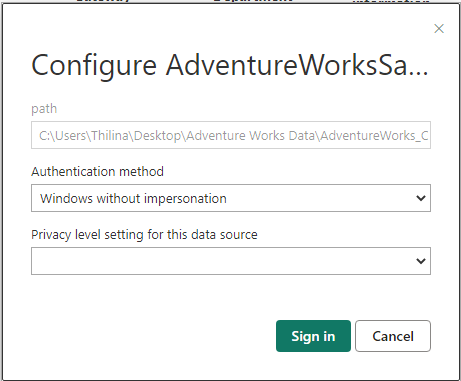 Configure AdventureWorksSa...
path
C:\Users\Thilina\Desktop\Adventure Works Data\AdventureWorks_C
Authentication method
Windows without impersonation
Privacy level setting for this data source
Sign in Cancel